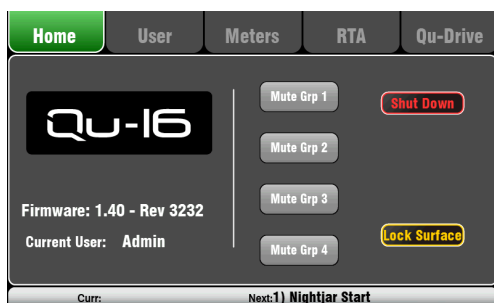 Home User Meters RTA Qu-Drive
Qu-16
Mute Grp 1
Shut Down
Mute Grp 2
Mute Grp 3
Firmware: 1.40 - Rev 3232
Current User: Admin
Lock Surface
Mute Grp 4
Curr: Next:1) Nightjar Start